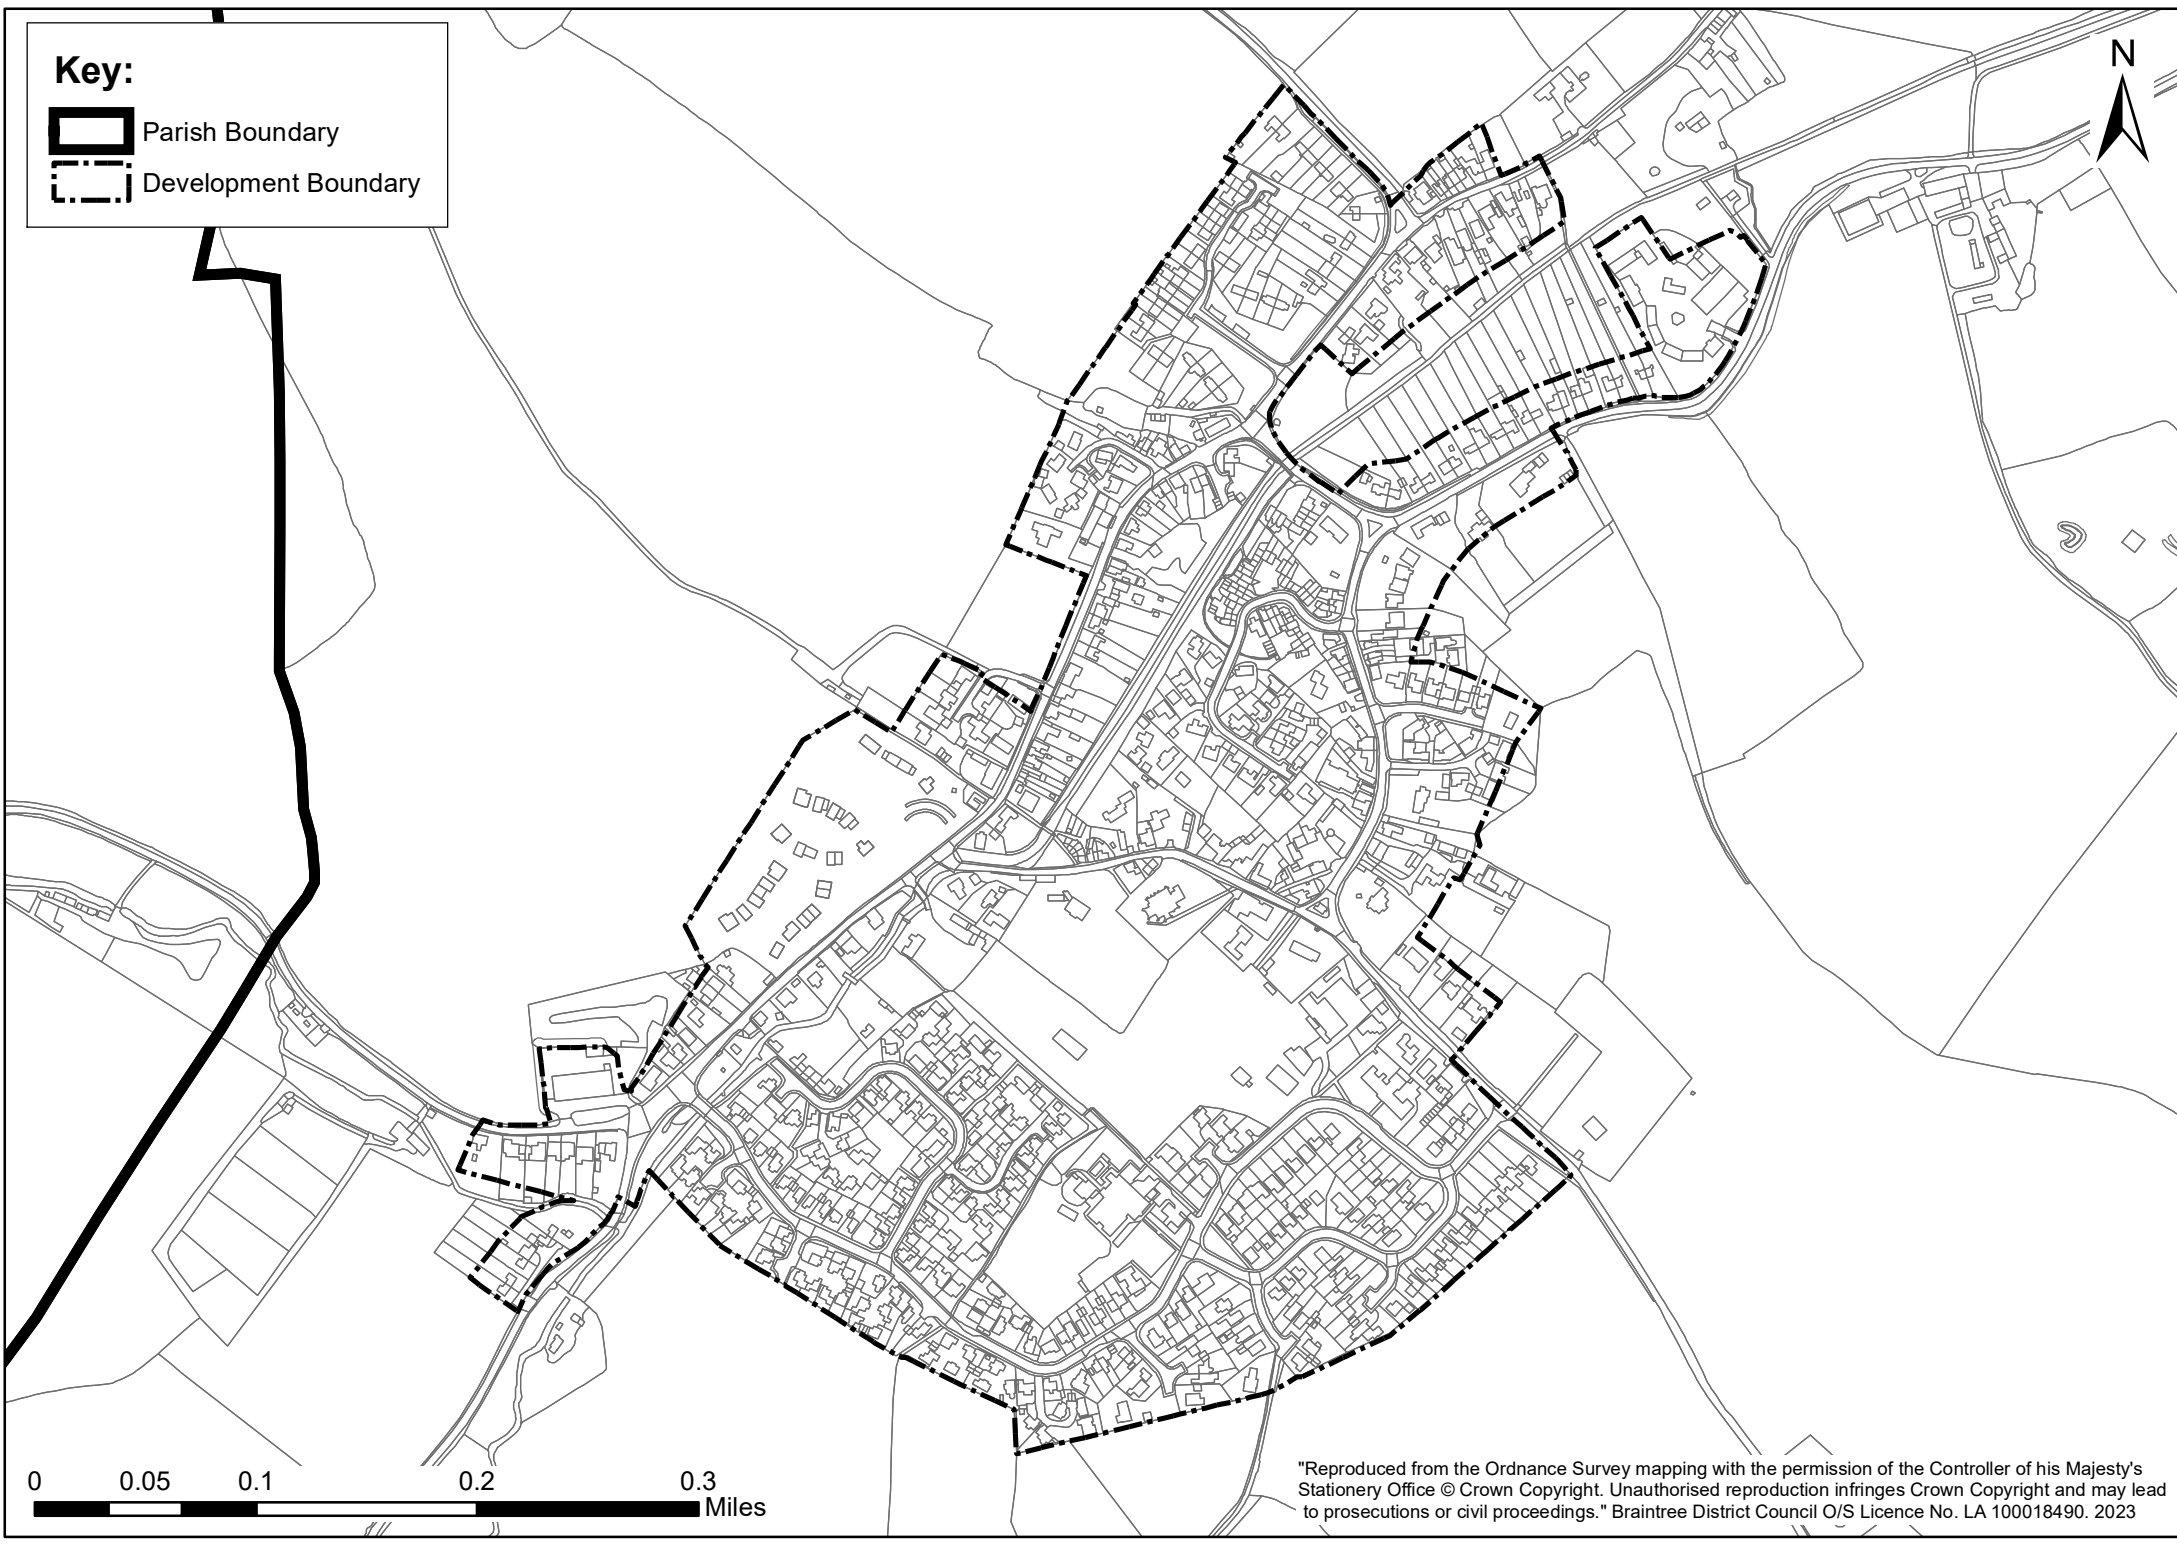 Key:
Parish Boundary
Development Boundary
N
0 0.05 0.1 0.2 0.3
Miles
"Reproduced from the Ordnance Survey mapping with the permission of the Controller of his Majesty's
Stationery Office © Crown Copyright. Unauthorised reproduction infringes Crown Copyright and may lead
to prosecutions or civil proceedings." Braintree District Council O/S Licence No. LA 100018490. 2023